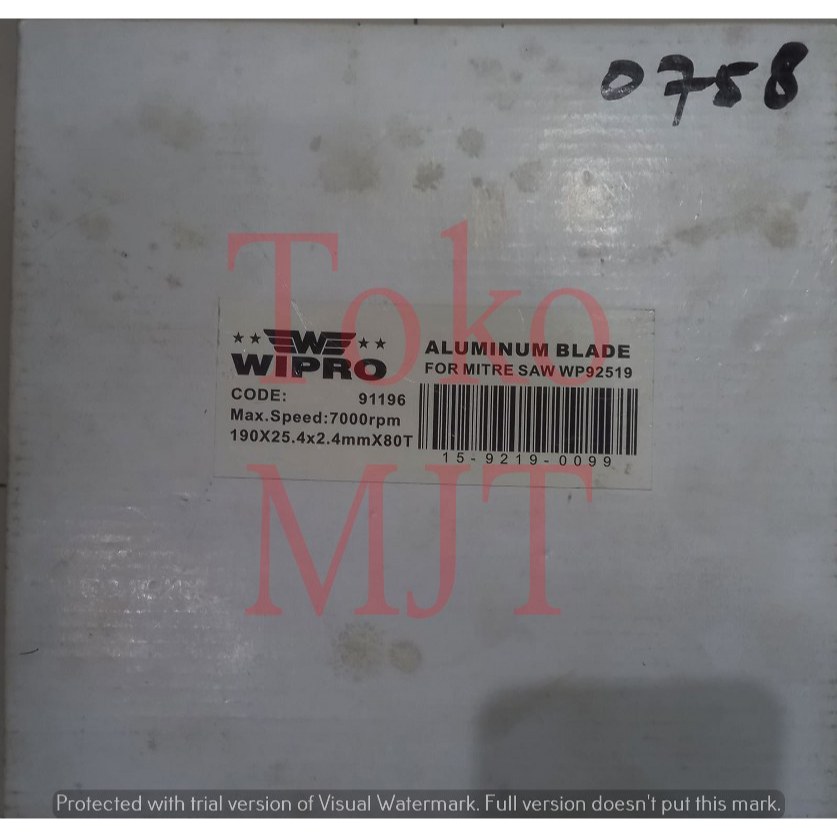 0758
Toko
★★ W ★★
WIPRO
ALUMINUM BLADE
FOR MITRE SAW WP92519
CODE: 91196
Max.Speed:7000rpm
190X25.4x2.4mmX80T
15-9219-0099
MJT
Protected with trial version of Visual Watermark. Full version doesn't put this mark.